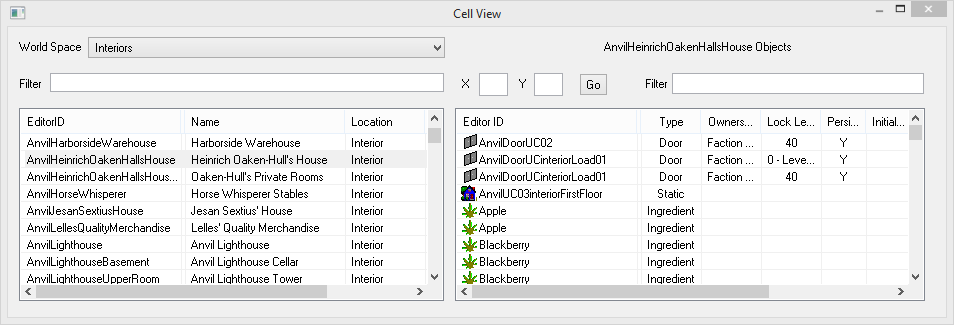 Cell View
World Space Interiors AnvilHeinrichOakenHallsHouse Objects
Filter X Y Go Filter
EditorID Name Location Editor ID Type Owners... Lock Le... Persi... Initial...
AnvilHarborsideWarehouse Harborside Warehouse Interior AnvilDoorUC02 Door Faction ... 40 Y
AnvilHeinrichOakenHallsHouse Heinrich Oaken-Hull's House Interior AnvilDoorUCinteriorLoad01 Door Faction ... 0 - Leve... Y
AnvilHeinrichOakenHallsHous... Oaken-Hull's Private Rooms Interior AnvilDoorUCinteriorLoad01 Door Faction ... 40 Y
AnvilHorseWhisperer Horse Whisperer Stables Interior AnvilUC03interiorFirstFloor Static
AnvilJesanSextiusHouse Jesan Sextius' House Interior Apple Ingredient
AnvilLellesQualityMerchandise Lelles' Quality Merchandise Interior Apple Ingredient
AnvilLighthouse Anvil Lighthouse Interior Blackberry Ingredient
AnvilLighthouseBasement Anvil Lighthouse Cellar Interior Blackberry Ingredient
AnvilLighthouseUpperRoom Anvil Lighthouse Tower Interior Blackberry Ingredient